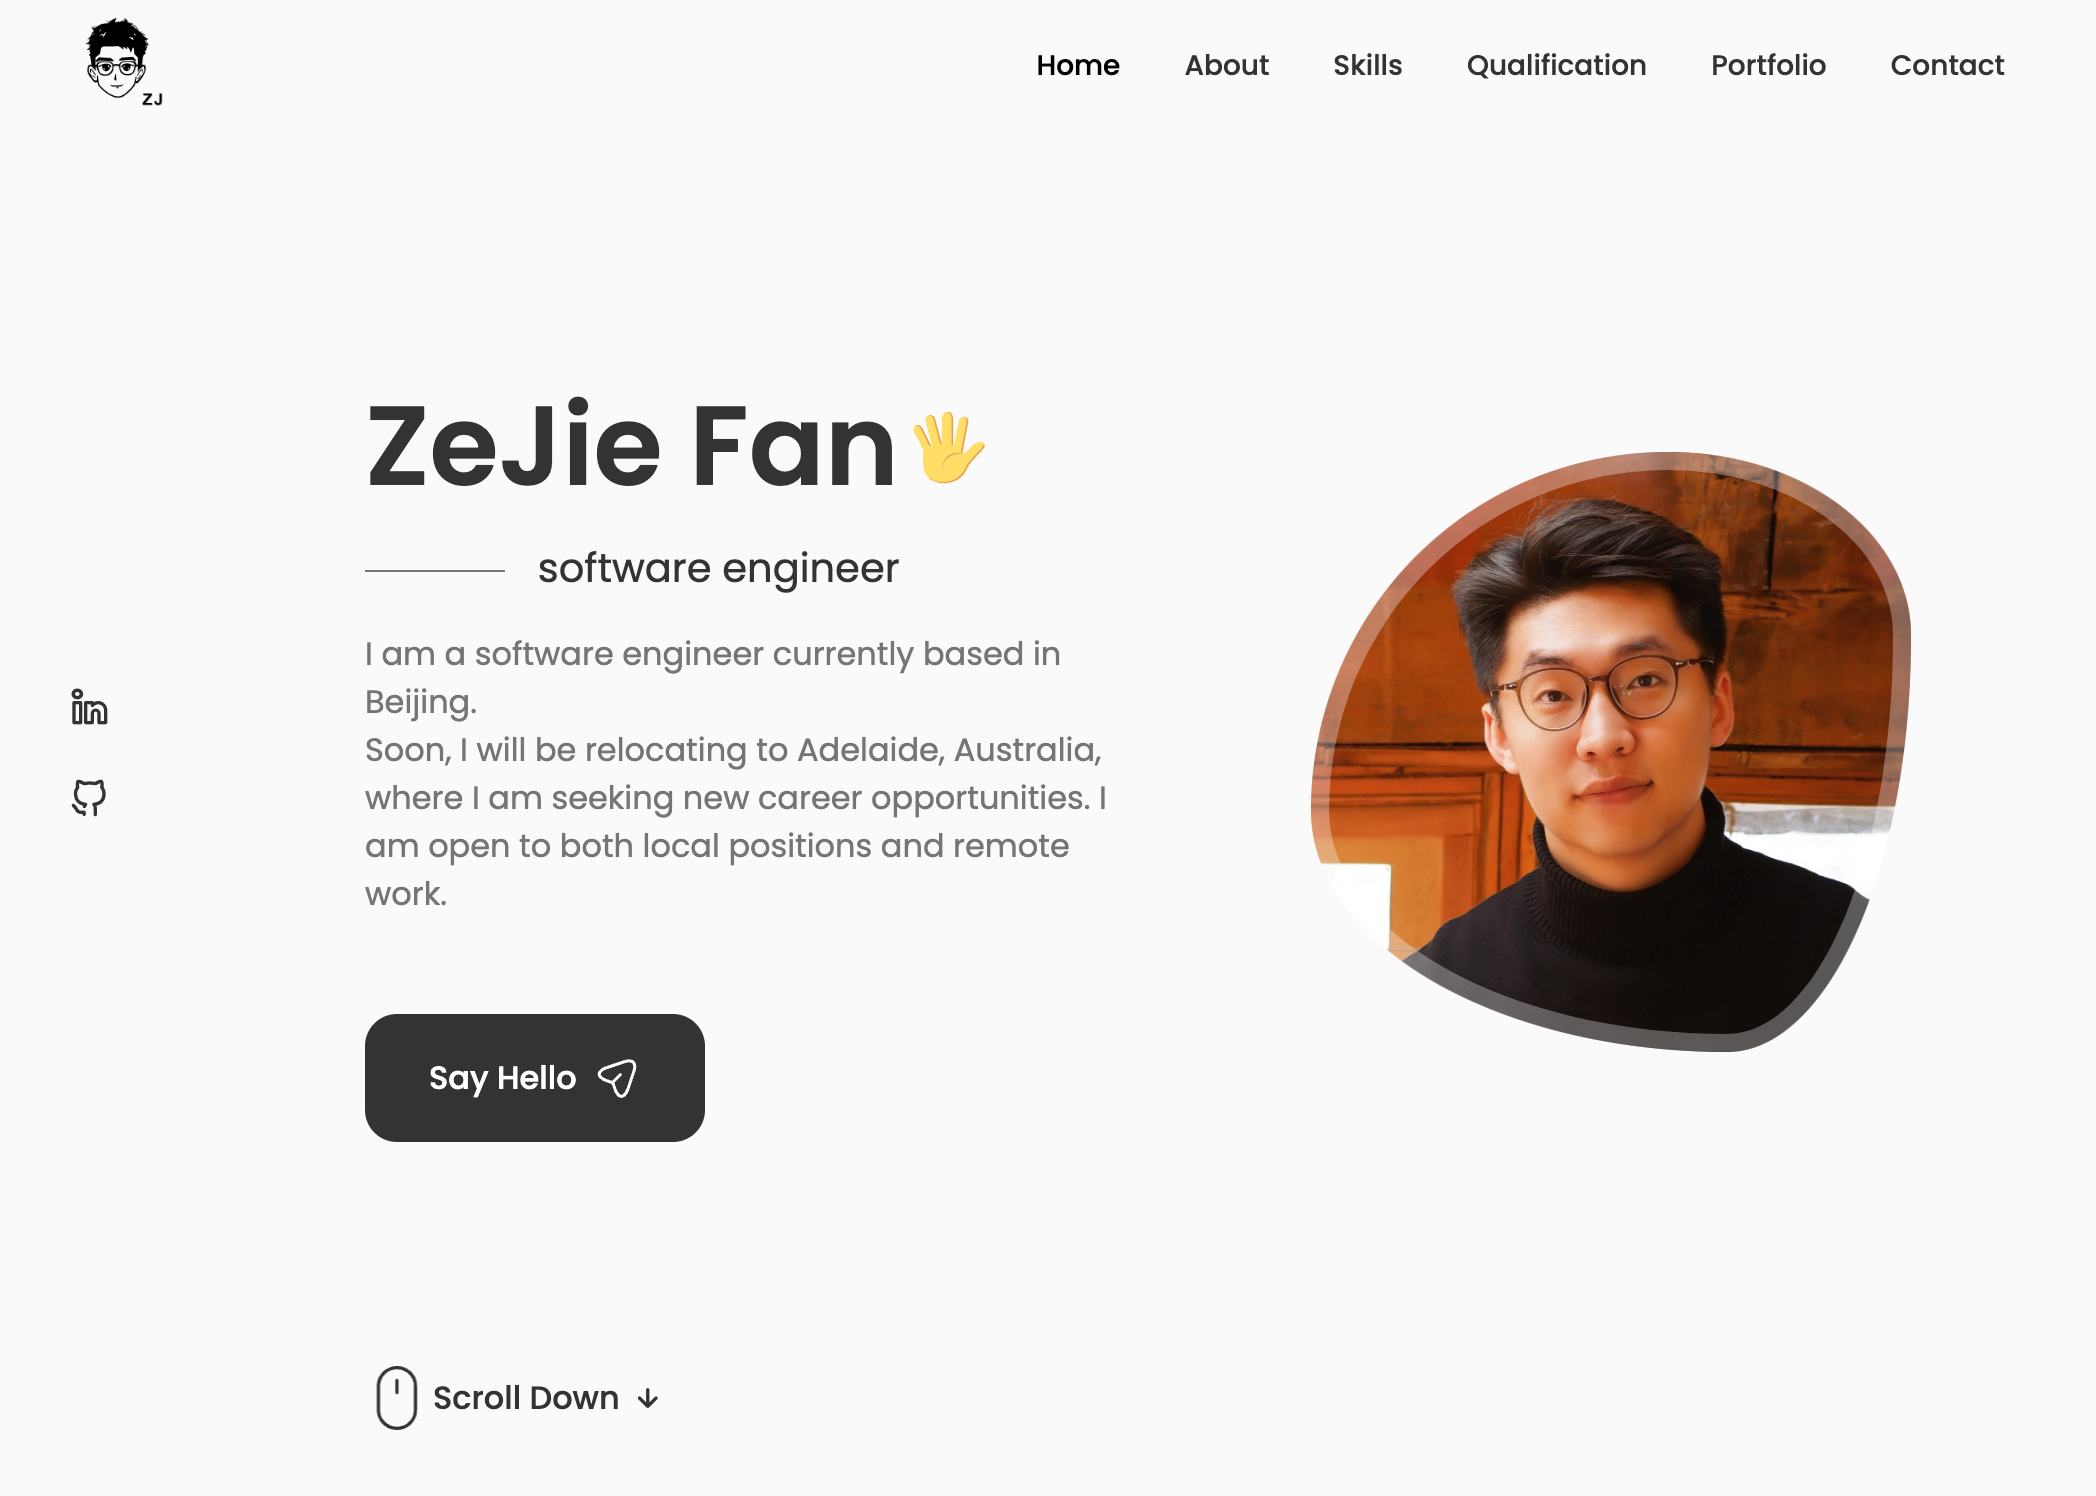 ZJ
Home About Skills Qualification Portfolio Contact
ZeJie Fan🖐
software engineer
I am a software engineer currently based in
Beijing.
Soon, I will be relocating to Adelaide, Australia,
where I am seeking new career opportunities. I
am open to both local positions and remote
work.
in
Say Hello
Scroll Down ↓